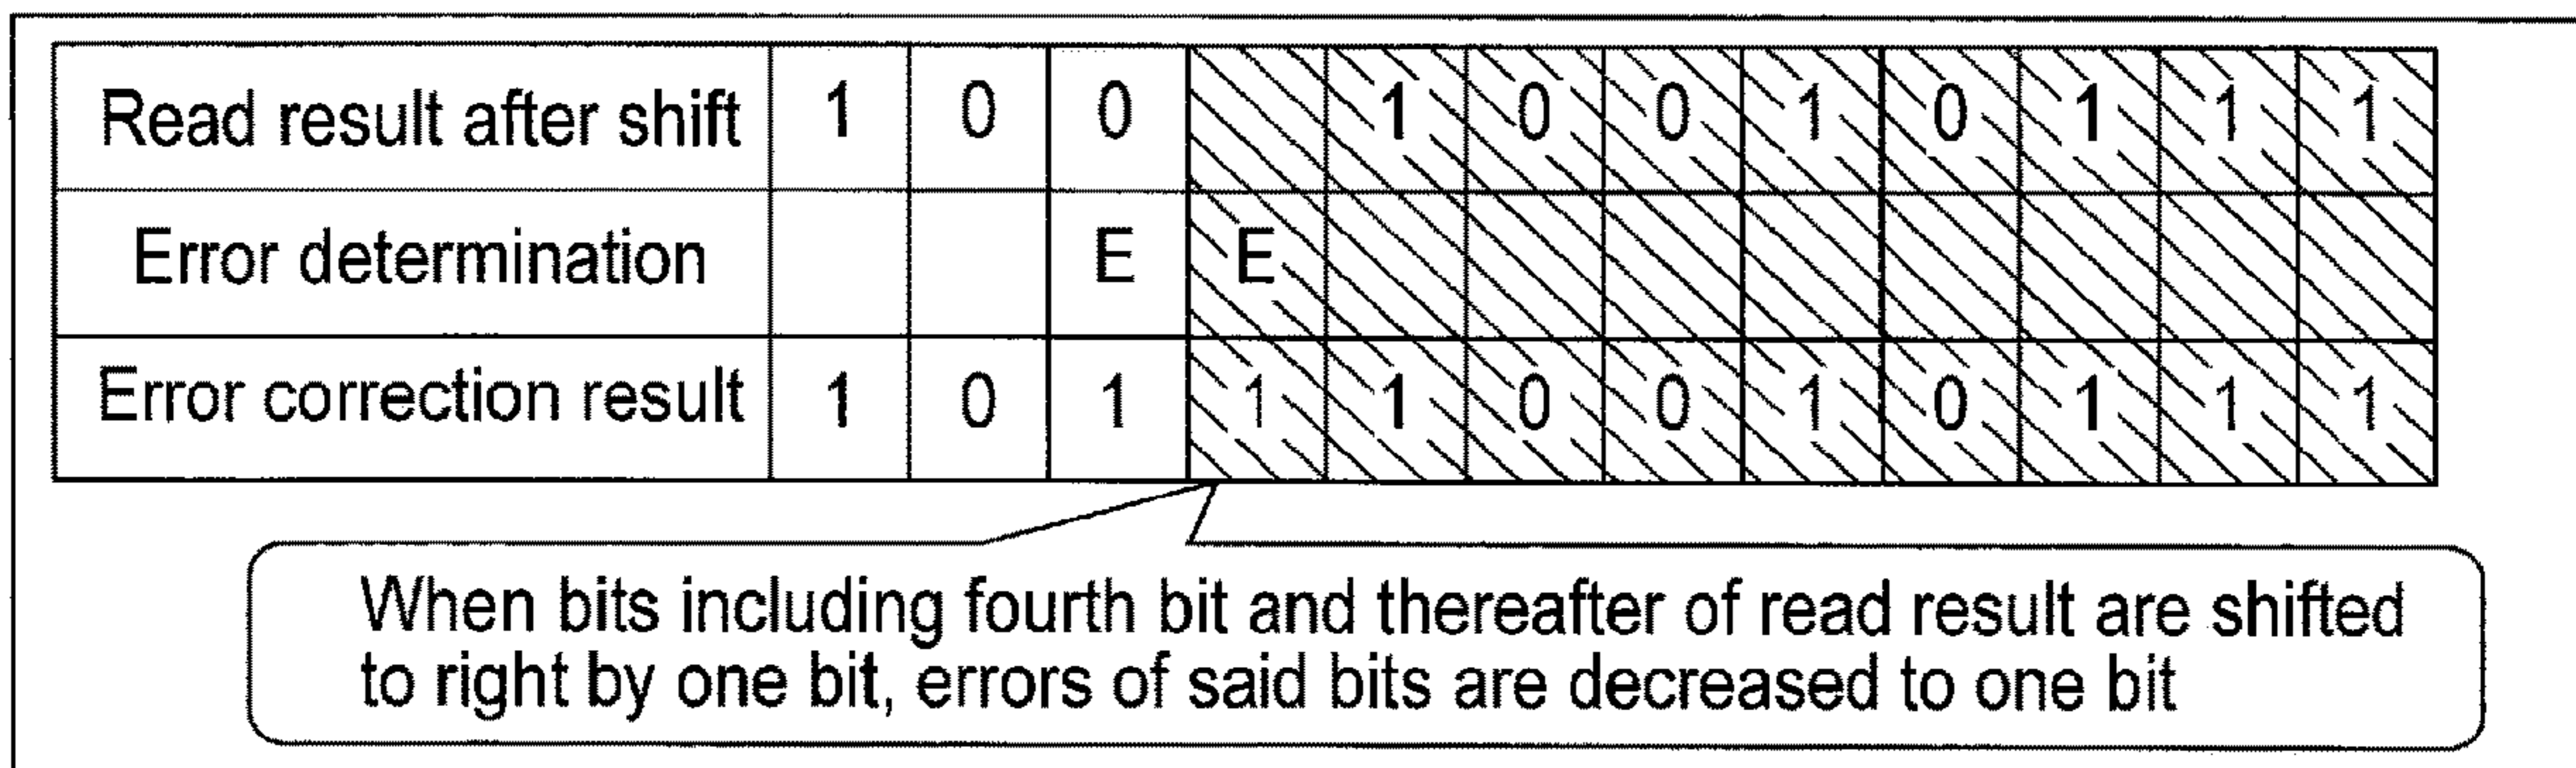 Read result after shift 1 0 0 1 0 0 1 0 1 1 1
Error determination E E
Error correction result 1 0 1 1 1 0 0 1 0 1 1 1
When bits including fourth bit and thereafter of read result are shifted
to right by one bit, errors of said bits are decreased to one bit